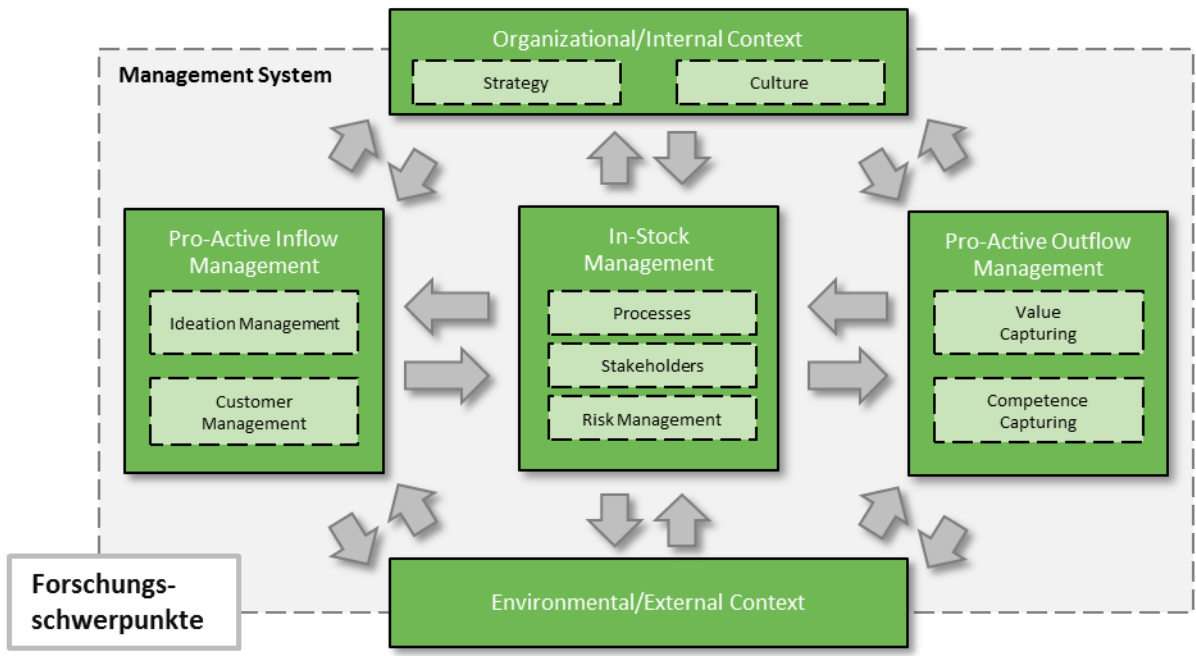 Organizational/Internal Context
Strategy
Culture
Management System
Pro-Active Inflow
Management
Ideation Management
Customer
Management
In-Stock
Management
Processes
Stakeholders
Risk Management
Pro-Active Outflow
Management
Value
Capturing
Competence
Capturing
Environmental/External Context
Forschungs-
schwerpunkte